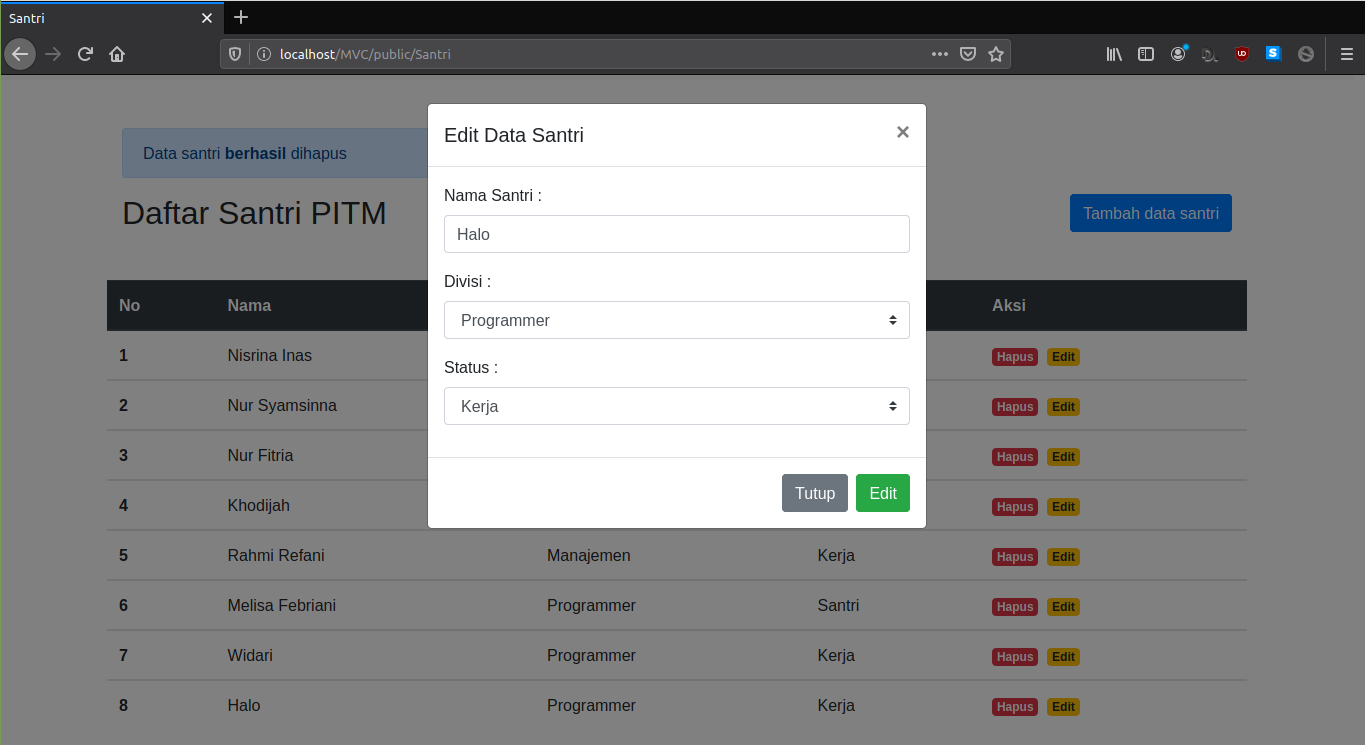 Santri
localhost/MVC/public/Santri
Data santri berhasil dihapus
Daftar Santri PITM
Tambah data santri
Edit Data Santri ×
Nama Santri :
Halo
Divisi :
Programmer
Status :
Kerja
Tutup Edit
No Nama Aksi
1 Nisrina Inas Hapus Edit
2 Nur Syamsinna Hapus Edit
3 Nur Fitria Hapus Edit
4 Khodijah Hapus Edit
5 Rahmi Refani Manajemen Kerja Hapus Edit
6 Melisa Febriani Programmer Santri Hapus Edit
7 Widari Programmer Kerja Hapus Edit
8 Halo Programmer Kerja Hapus Edit